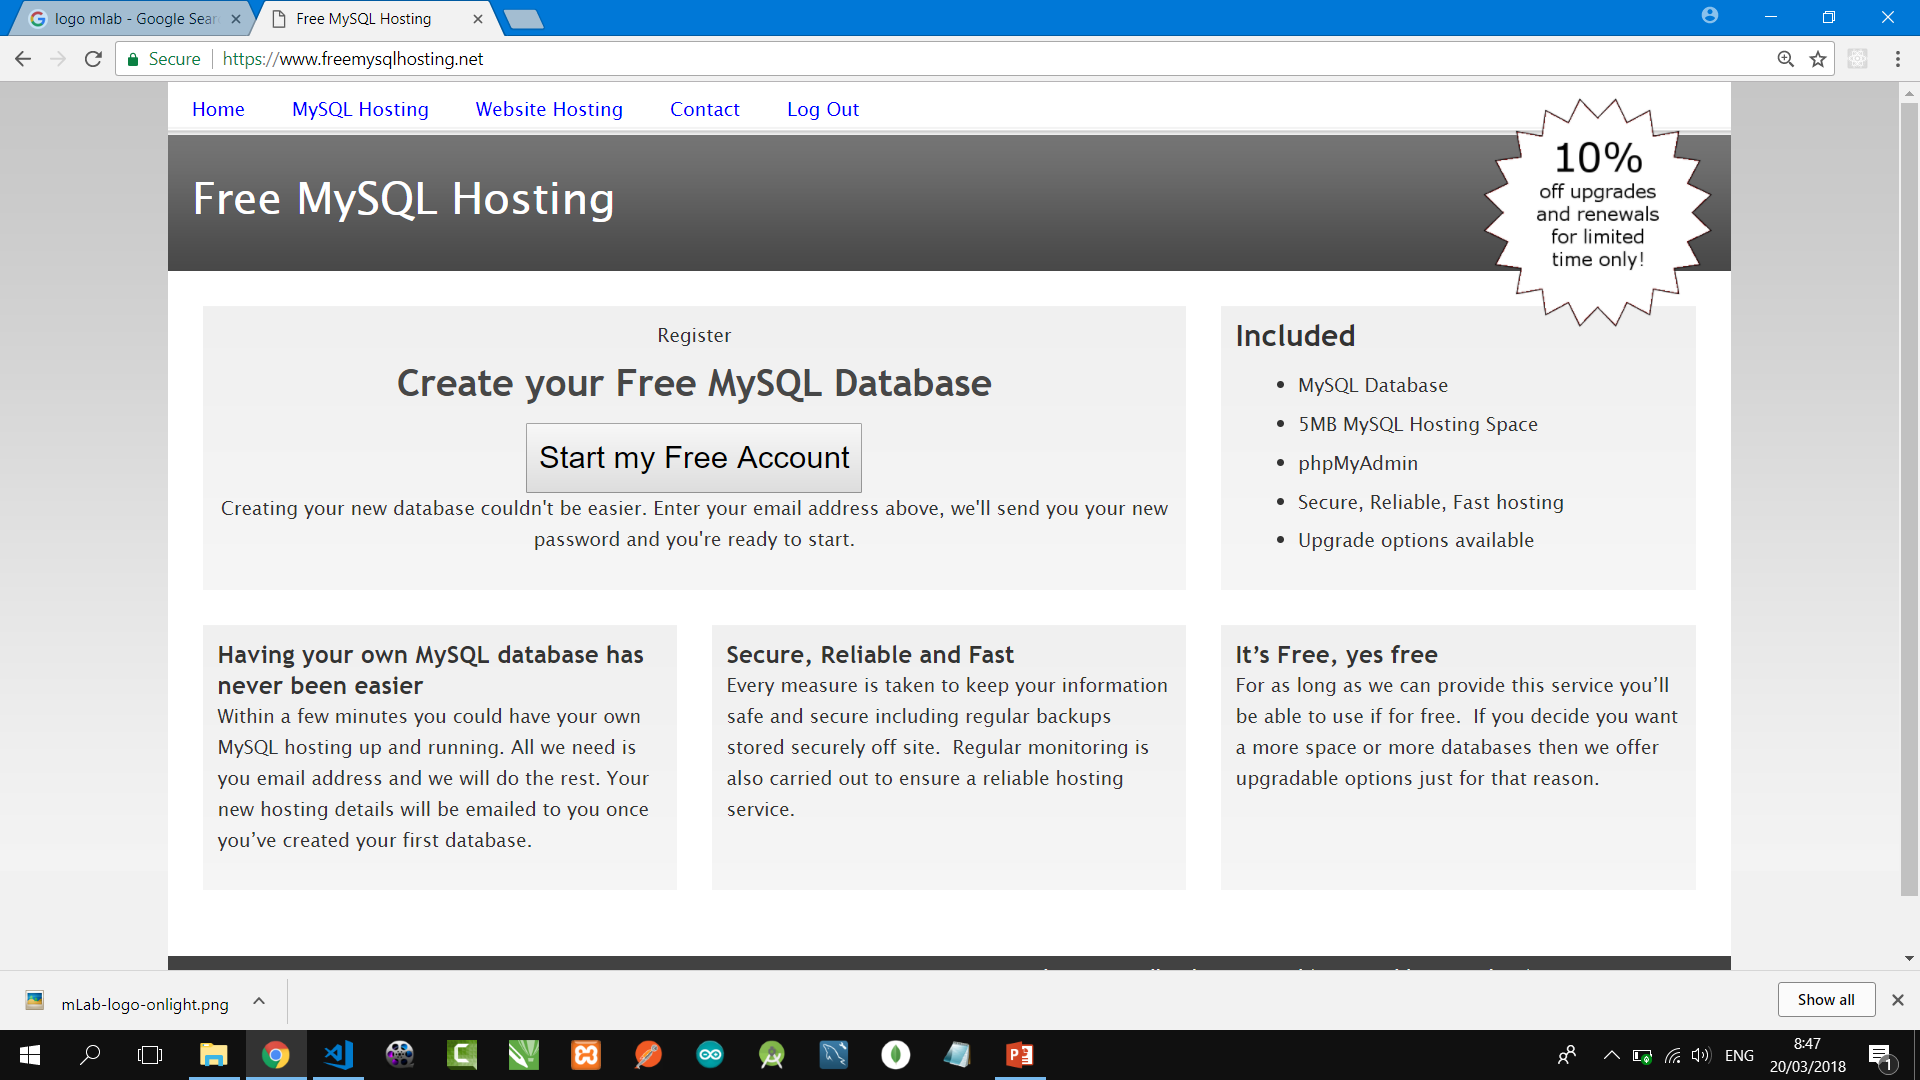 logo mlab - Google Sear
Free MySQL Hosting
Secure
https://www.freemysqlhosting.net
Home
MySQL Hosting
Website Hosting
Contact
Log Out
Free MySQL Hosting
10%
off upgrades
and renewals
for limited
time only!
Register
Create your Free MySQL Database
Start my Free Account
Creating your new database couldn't be easier. Enter your email address above, we'll send you your new
password and you're ready to start.
Included
• MySQL Database
• 5MB MySQL Hosting Space
• phpMyAdmin
• Secure, Reliable, Fast hosting
• Upgrade options available
Having your own MySQL database has
never been easier
Within a few minutes you could have your own
MySQL hosting up and running. All we need is
you email address and we will do the rest. Your
new hosting details will be emailed to you once
you’ve created your first database.
Secure, Reliable and Fast
Every measure is taken to keep your information
safe and secure including regular backups
stored securely off site.  Regular monitoring is
also carried out to ensure a reliable hosting
service.
It’s Free, yes free
For as long as we can provide this service you’ll
be able to use if for free.  If you decide you want
a more space or more databases then we offer
upgradable options just for that reason.
mLab-logo-onlight.png
Show all
ENG
8:47
20/03/2018
1